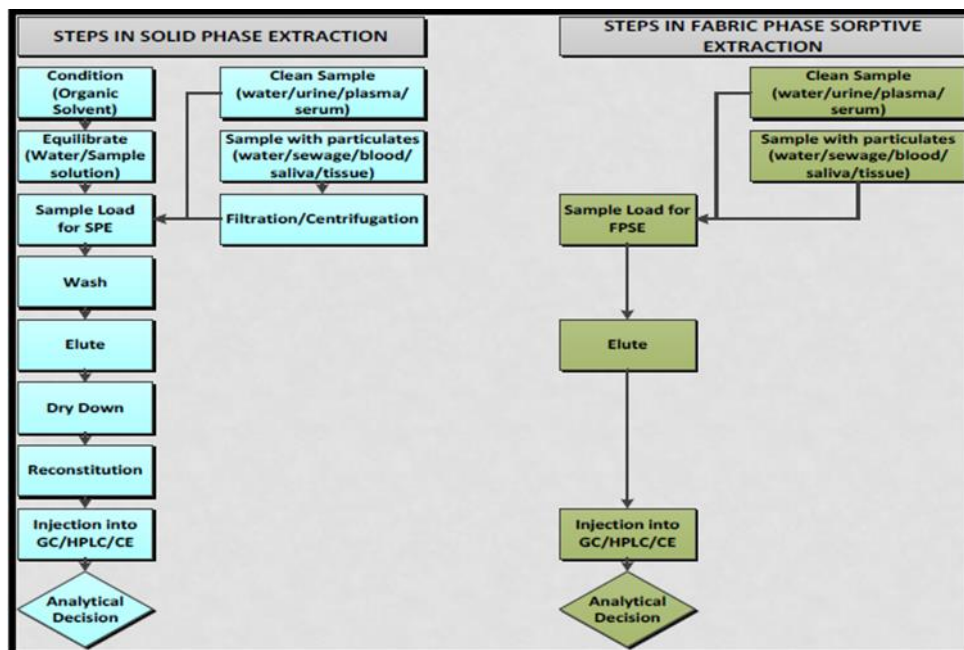 STEPS IN SOLID PHASE EXTRACTION
Condition
(Organic
Solvent)
Equilibrate
(Water/Sample
solution)
Sample Load
for SPE
Wash
Elute
Dry Down
Reconstitution
Injection into
GC/HPLC/CE
Analytical
Decision
Clean Sample
(water/urine/plasma/
serum)
Sample with particulates
(water/sewage/blood/
saliva/tissue)
Filtration/Centrifugation
STEPS IN FABRIC PHASE SORPTIVE
EXTRACTION
Clean Sample
(water/urine/plasma/
serum)
Sample with particulates
(water/sewage/blood/
saliva/tissue)
Sample Load for
FPSE
Elute
Injection into
GC/HPLC/CE
Analytical
Decision